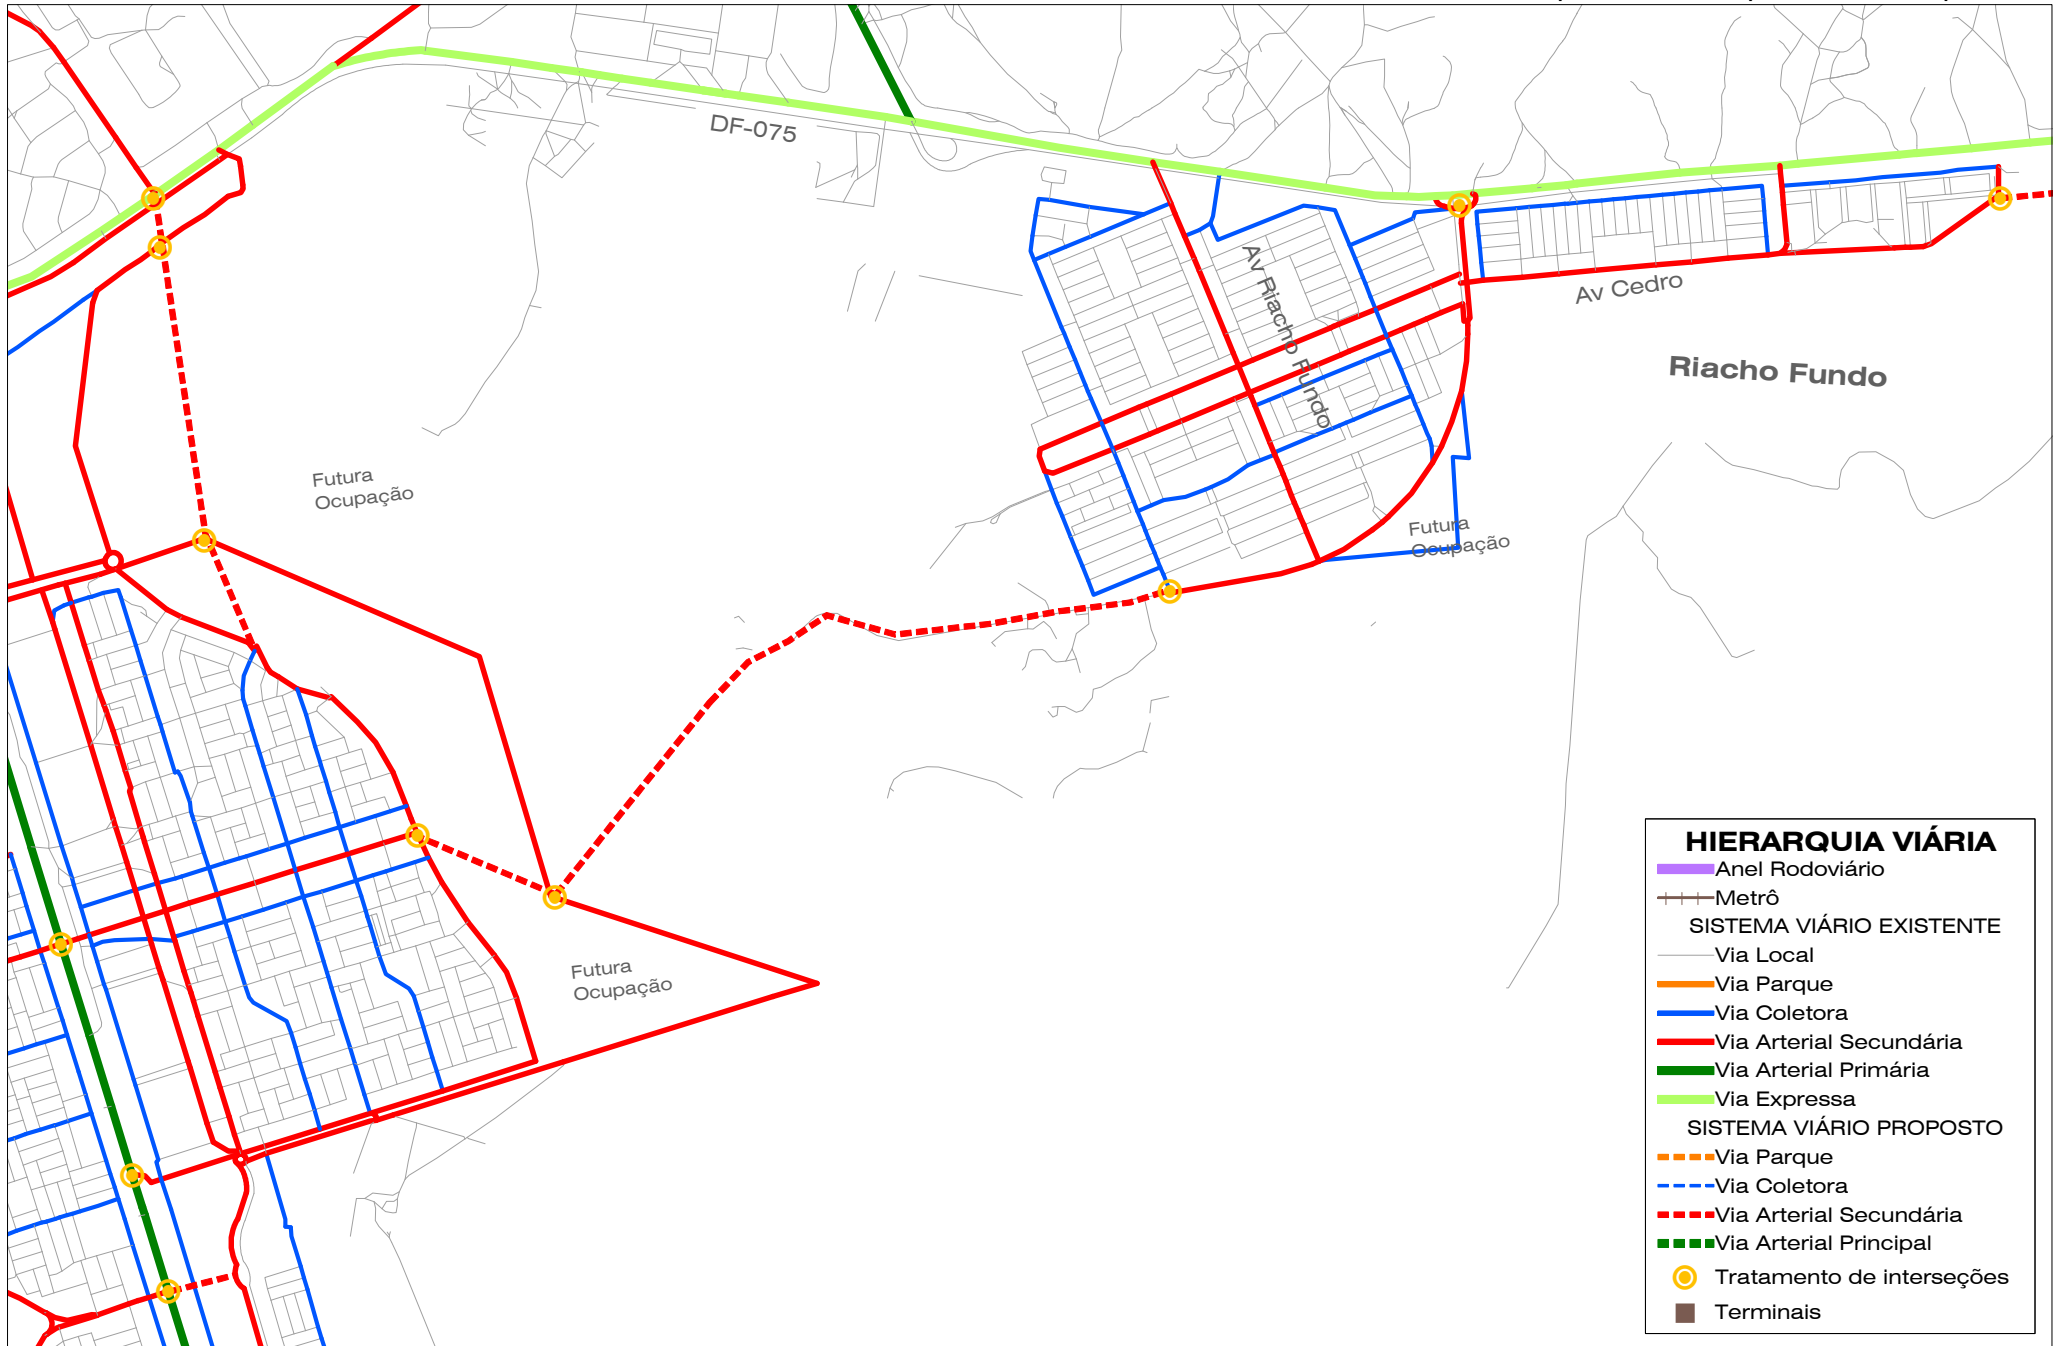 DF-075
Av Riacho Fundo
Av Cedro
Riacho Fundo
Futura
Ocupação
Futura
Ocupação
Futura
Ocupação
HIERARQUIA VIÁRIA
Anel Rodoviário
Metrô
SISTEMA VIÁRIO EXISTENTE
Via Local
Via Parque
Via Coletora
Via Arterial Secundária
Via Arterial Primária
Via Expressa
SISTEMA VIÁRIO PROPOSTO
Via Parque
Via Coletora
Via Arterial Secundária
Via Arterial Principal
Tratamento de interseções
Terminais